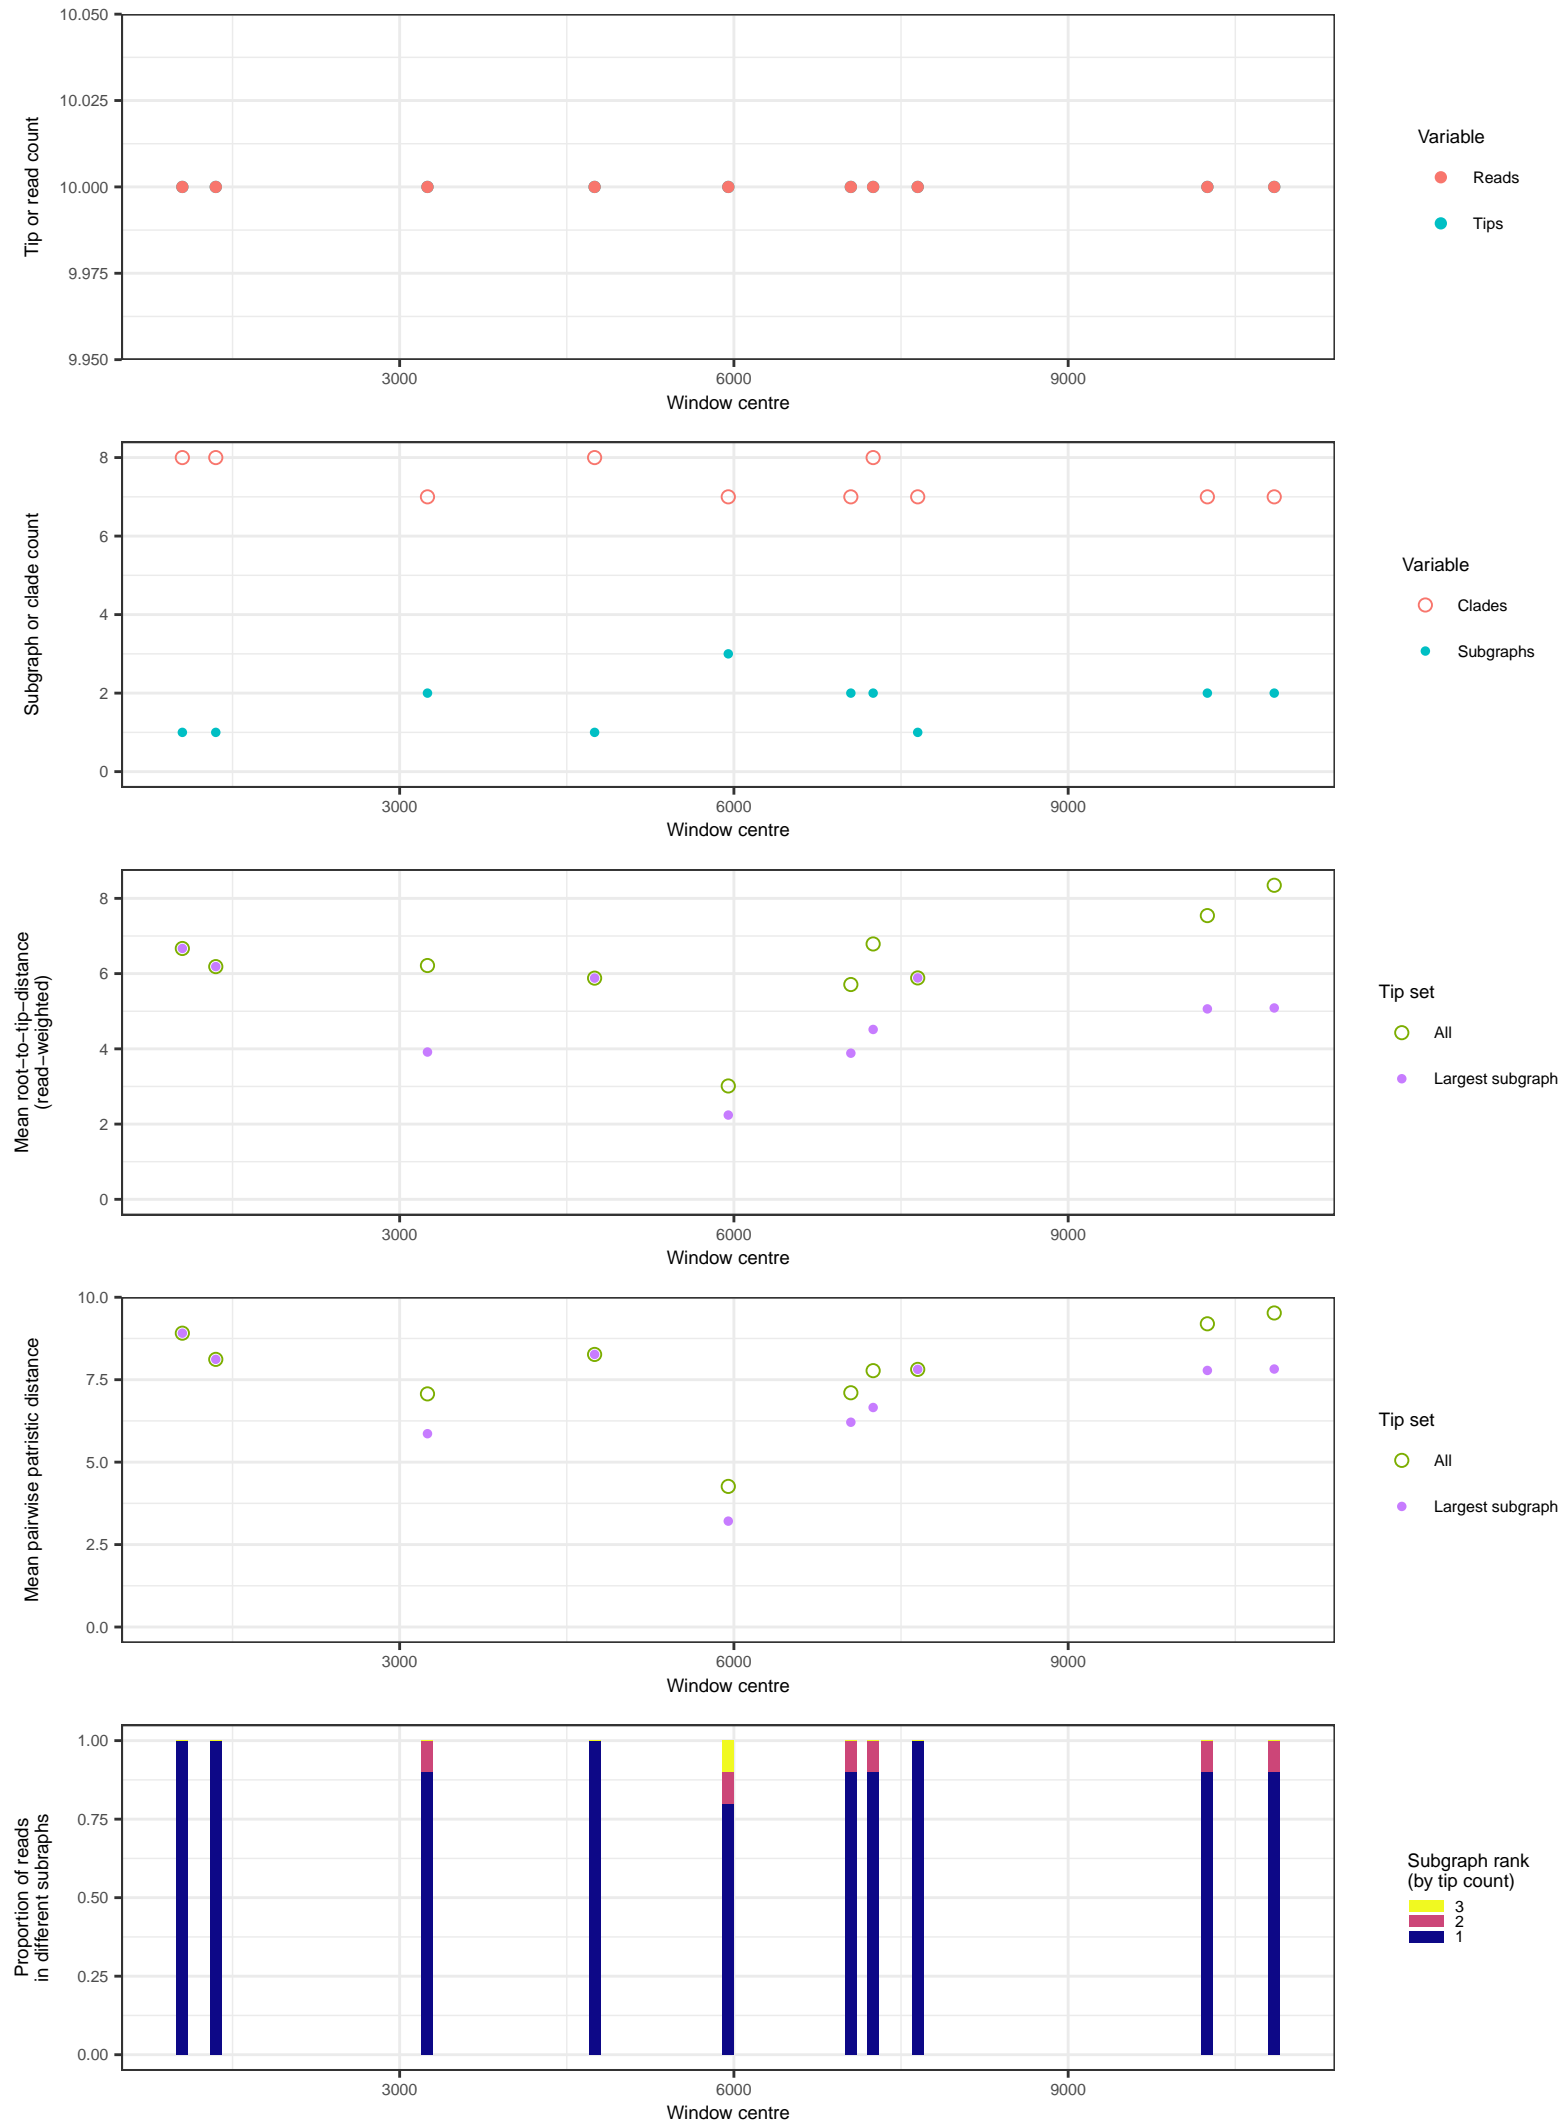 10.050
10.025
10.000
9.975
9.950
Tip or read count
3000
6000
9000
Window centre
Variable
Reads
Tips
8
6
4
2
0
Subgraph or clade count
3000
6000
9000
Window centre
Variable
Clades
Subgraphs
8
6
4
2
0
Mean root−to−tip−distance
(read−weighted)
3000
6000
9000
Window centre
Tip set
All
Largest subgraph
10.0
7.5
5.0
2.5
0.0
Mean pairwise patristic distance
3000
6000
9000
Window centre
Tip set
All
Largest subgraph
1.00
0.75
0.50
0.25
0.00
Proportion of reads
in different subraphs
3000
6000
9000
Window centre
Subgraph rank
(by tip count)
3
2
1